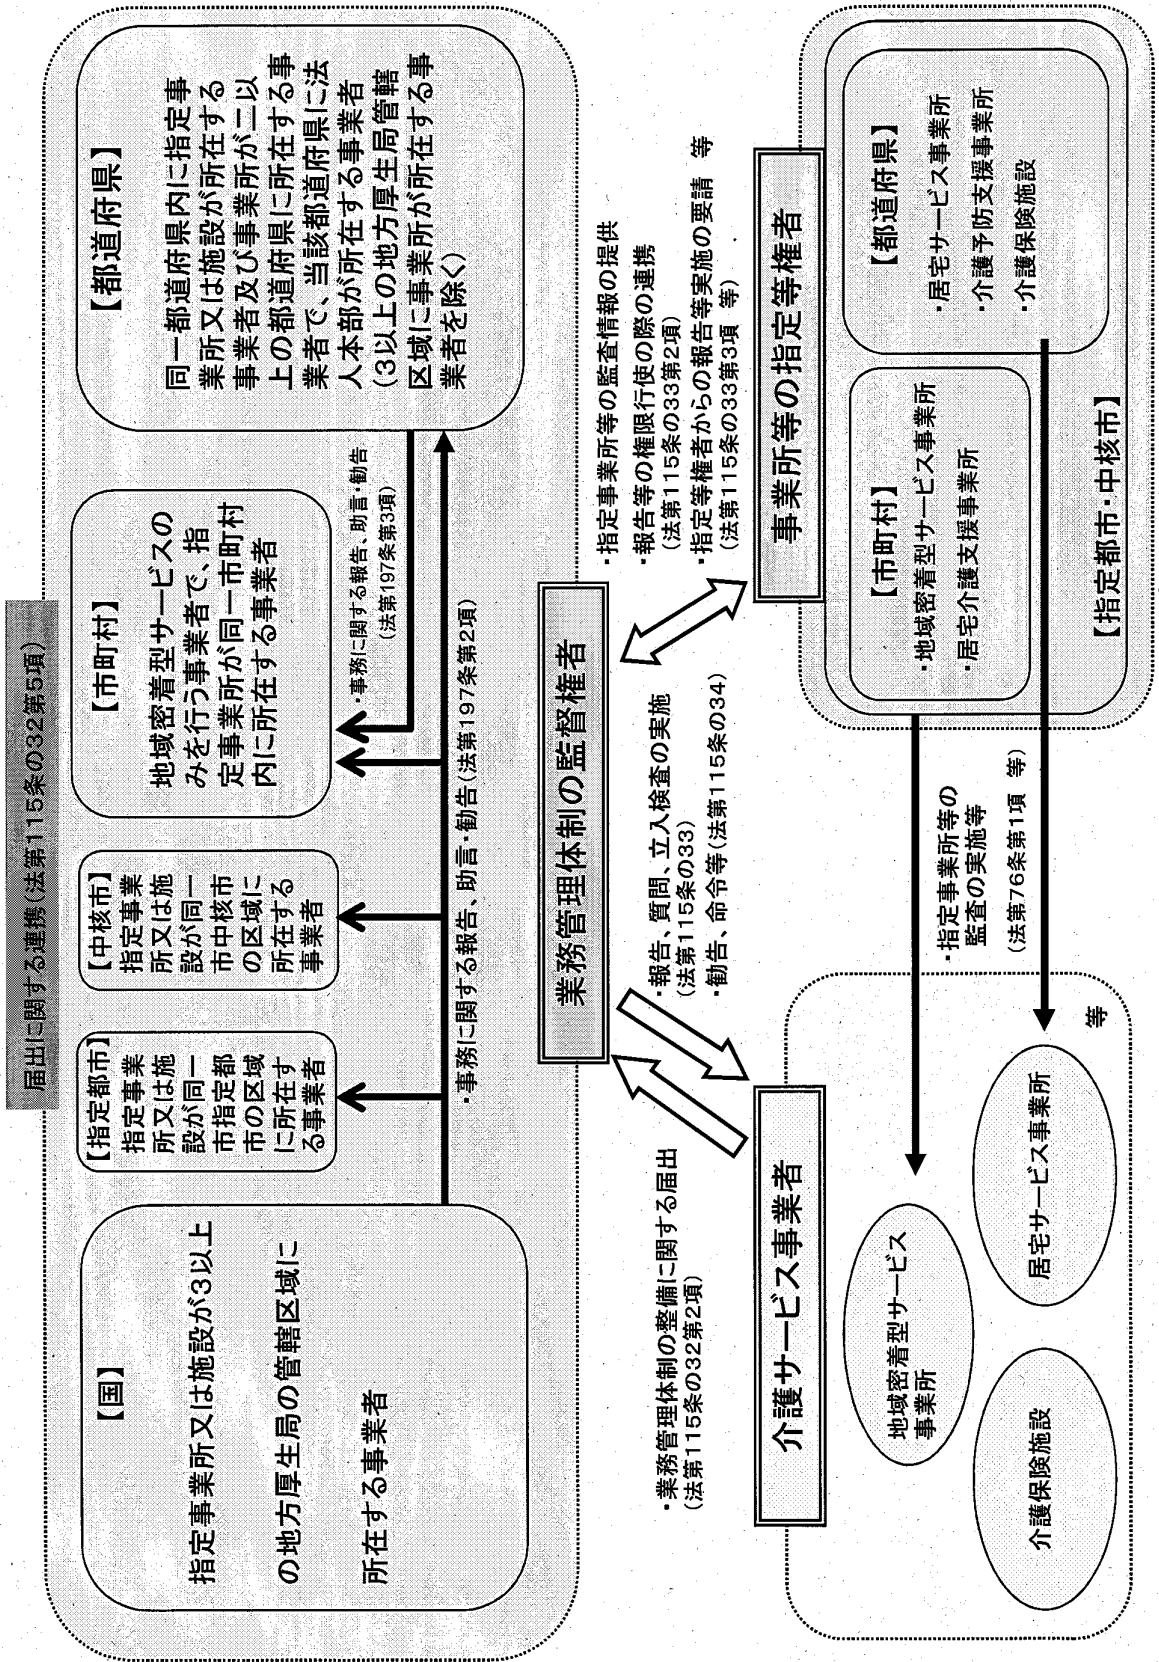 届出に関する連携(法第115条の32第5項)
【国】
指定事業所又は施設が3以上
の地方厚生局の管轄区域に
所在する事業者
【指定都市】
指定事業
所又は施
設が同一
市指定都
市の区域
に所在す
る事業者
【中核市】
指定事業
所又は施
設が同一
市中核市
の区域に
所在する
事業者
【市町村】
地域密着型サービスの
みを行う事業者で、指
定事業所が同一市町村
内に所在する事業者
【都道府県】
同一都道府県内に指定事
業所又は施設が所在する
事業者及び事業所が二以
上の都道府県に所在する事
業者で、当該都道府県に法
人本部が所在する事業者
(3以上の地方厚生局管轄
区域に事業所が所在する事
業者を除く)
・事務に関する報告、助言・勧告
(法第197条第3項)
・事務に関する報告、助言・勧告(法第197条第2項)
業務管理体制の監督権者
・業務管理体制の整備に関する届出
(法第115条の32第2項)
・報告、質問、立入検査の実施
(法第115条の33)
・勧告、命令等(法第115条の34)
・指定事業所等の監査情報の提供
・報告等の権限行使の際の連携
(法第115条の33第2項)
・指定等権者からの報告等実施の要請 等
(法第115条の33第3項 等)
介護サービス事業者
地域密着型サービス
事業所
居宅サービス事業所
介護保険施設
等
・指定事業所等の
監査の実施等
(法第76条第1項 等)
事業所等の指定等権者
【市町村】
・地域密着型サービス事業所
・居宅介護支援事業所
【都道府県】
・居宅サービス事業所
・介護予防支援事業所
・介護保険施設
【指定都市・中核市】